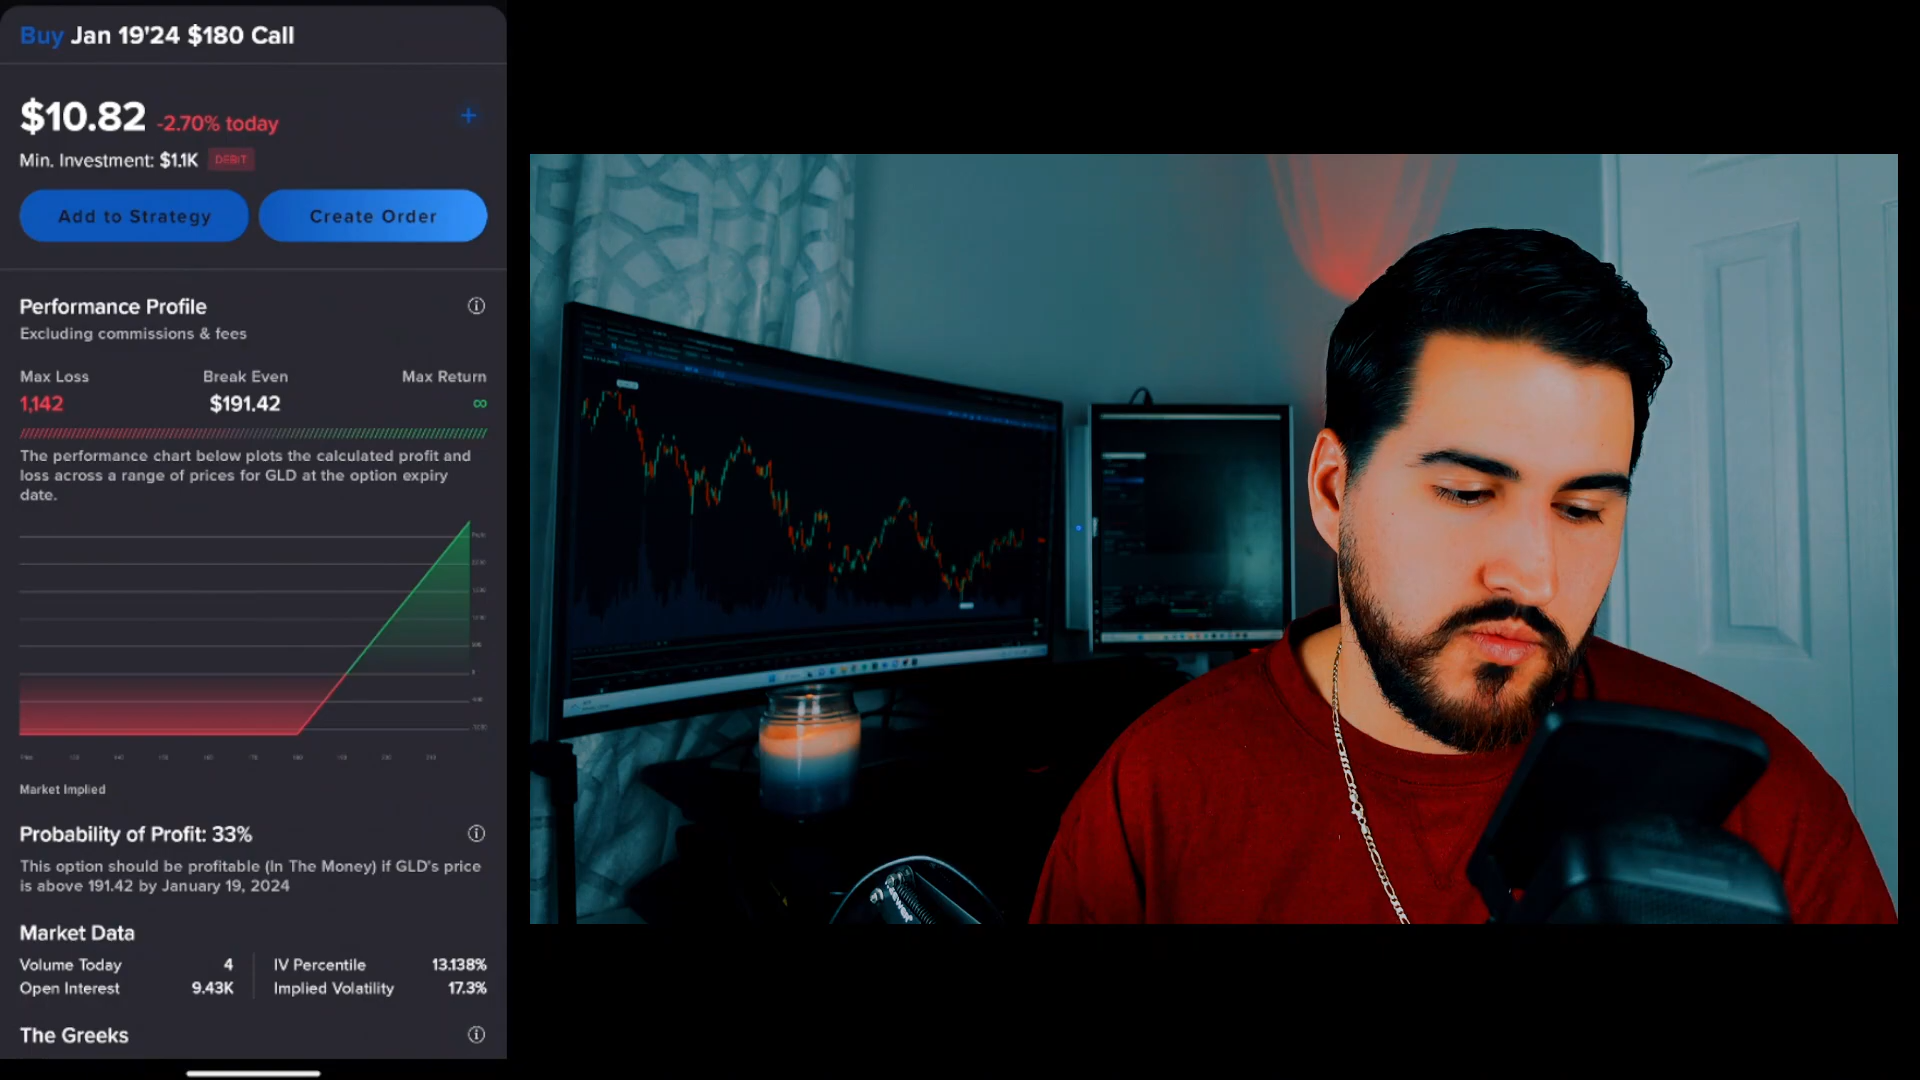 Buy Jan 19'24 $180 Call
$10.82 -2.70% today
+
Min. Investment: $1.1K DEBIT
Add to Strategy Create Order
Performance Profile
Excluding commissions & fees
Max Loss Break Even Max Return
1,142 $191.42 ∞
The performance chart below plots the calculated profit and
loss across a range of prices for GLD at the option expiry
date.
Market Implied
Probability of Profit: 33%
This option should be profitable (In The Money) if GLD's price
is above 191.42 by January 19, 2024
Market Data
Volume Today 4 IV Percentile 13.138%
Open Interest 9.43K Implied Volatility 17.3%
The Greeks